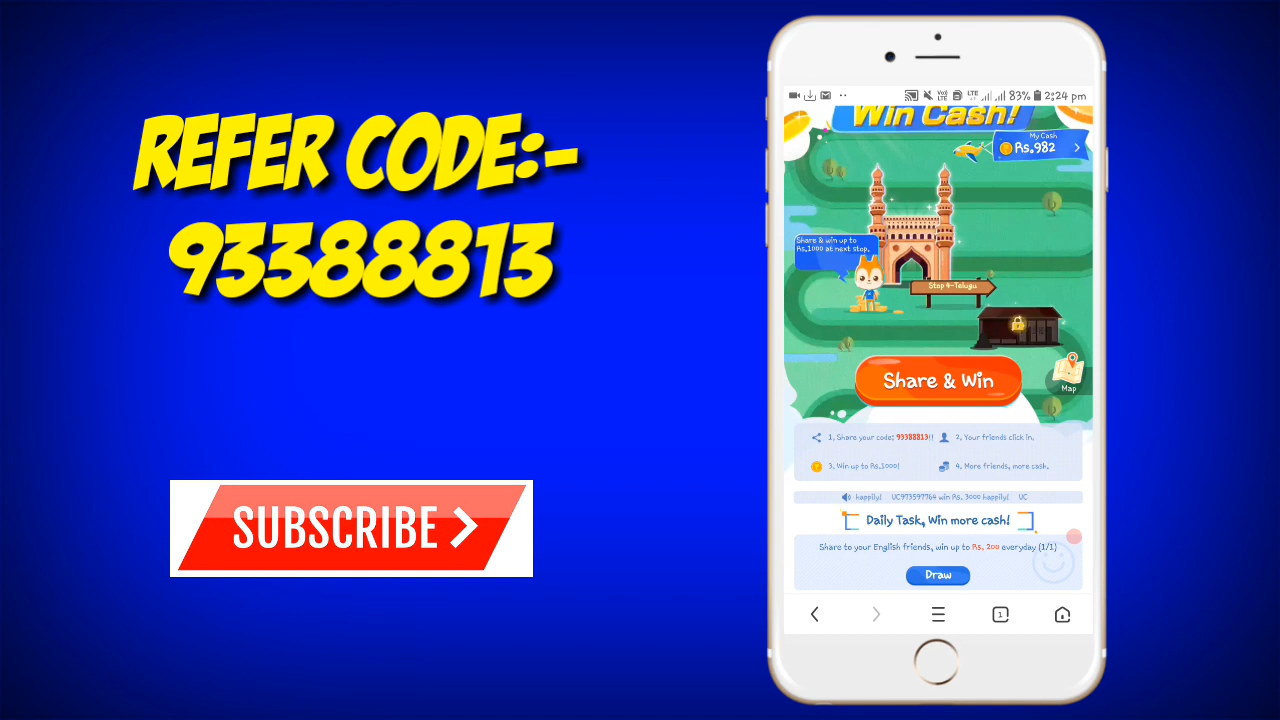 REFER CODE:-
93388813
SUBSCRIBE
LTE 83% 2:24 pm
Win Cash!
My Cash
Rs.982
Share & win up to
Rs.1000 at next stop.
Stop 4-Telugu
Share & Win
Map
1. Share your code: 93388813!! 2. Your friends click in.
3. Win up to Rs.1000! 4. More friends, more cash.
happily! UC973597764 win Rs. 3000 happily! UC
Daily Task, Win more cash!
Share to your English friends, win up to Rs. 200 everyday (1/1)
Draw
1